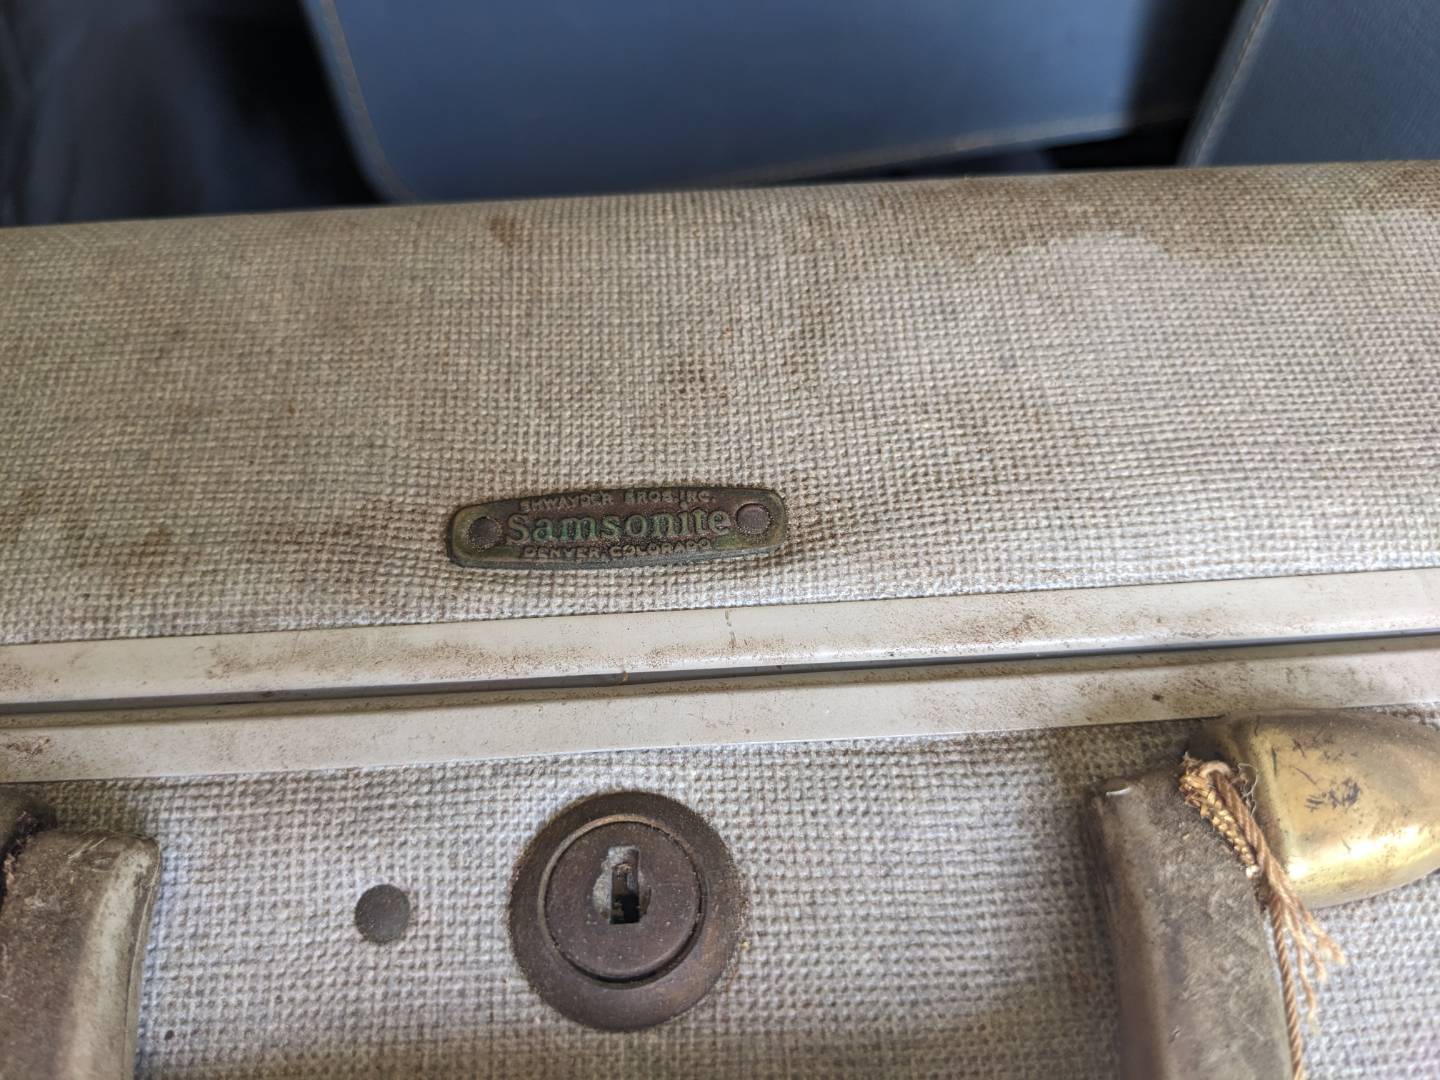 SHWAYDER BROS. INC.
Samsonite
DENVER, COLORADO